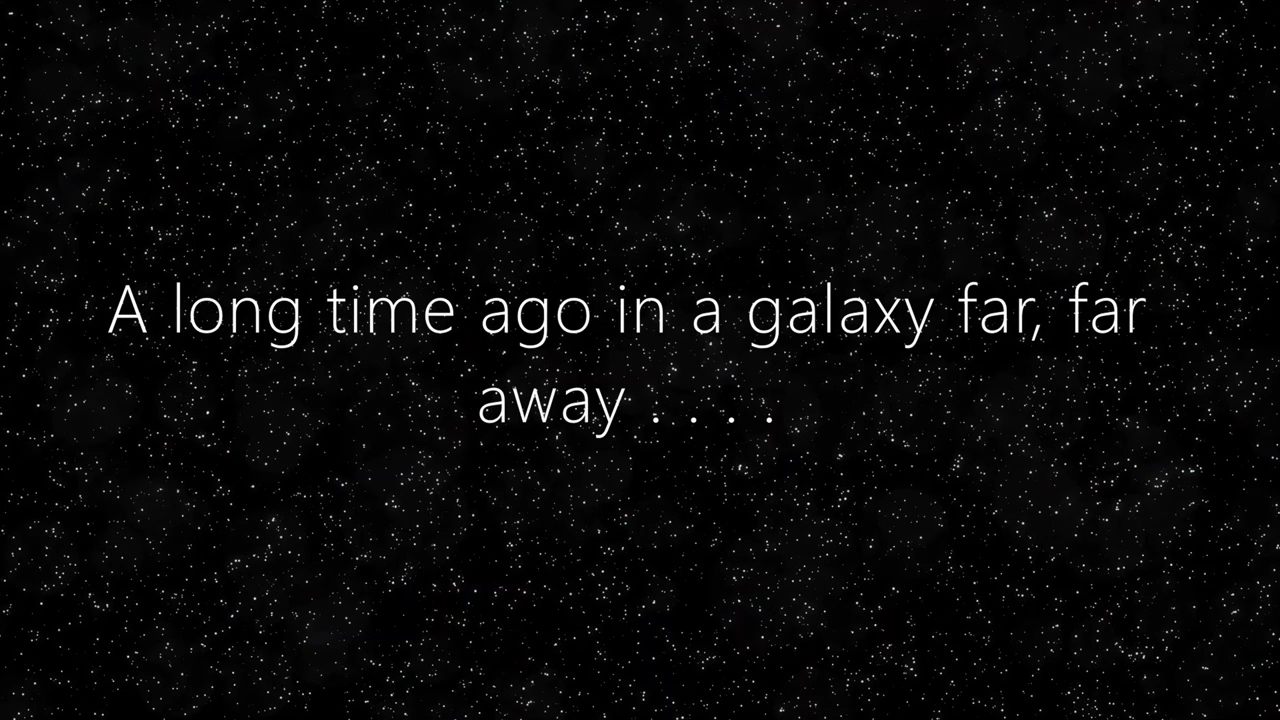 A long time ago in a galaxy far, far
away . . . .